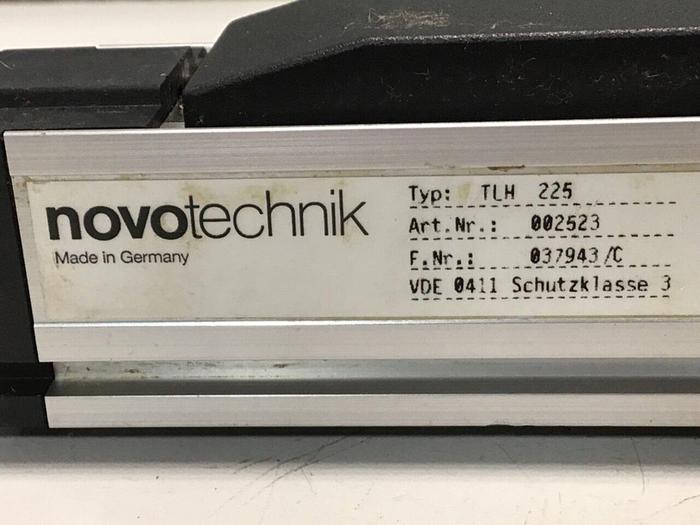 novotechnik
Made in Germany
Typ: TLH 225
Art.Nr.: 002523
F.Nr.: 037943/C
VDE 0411 Schutzklasse 3